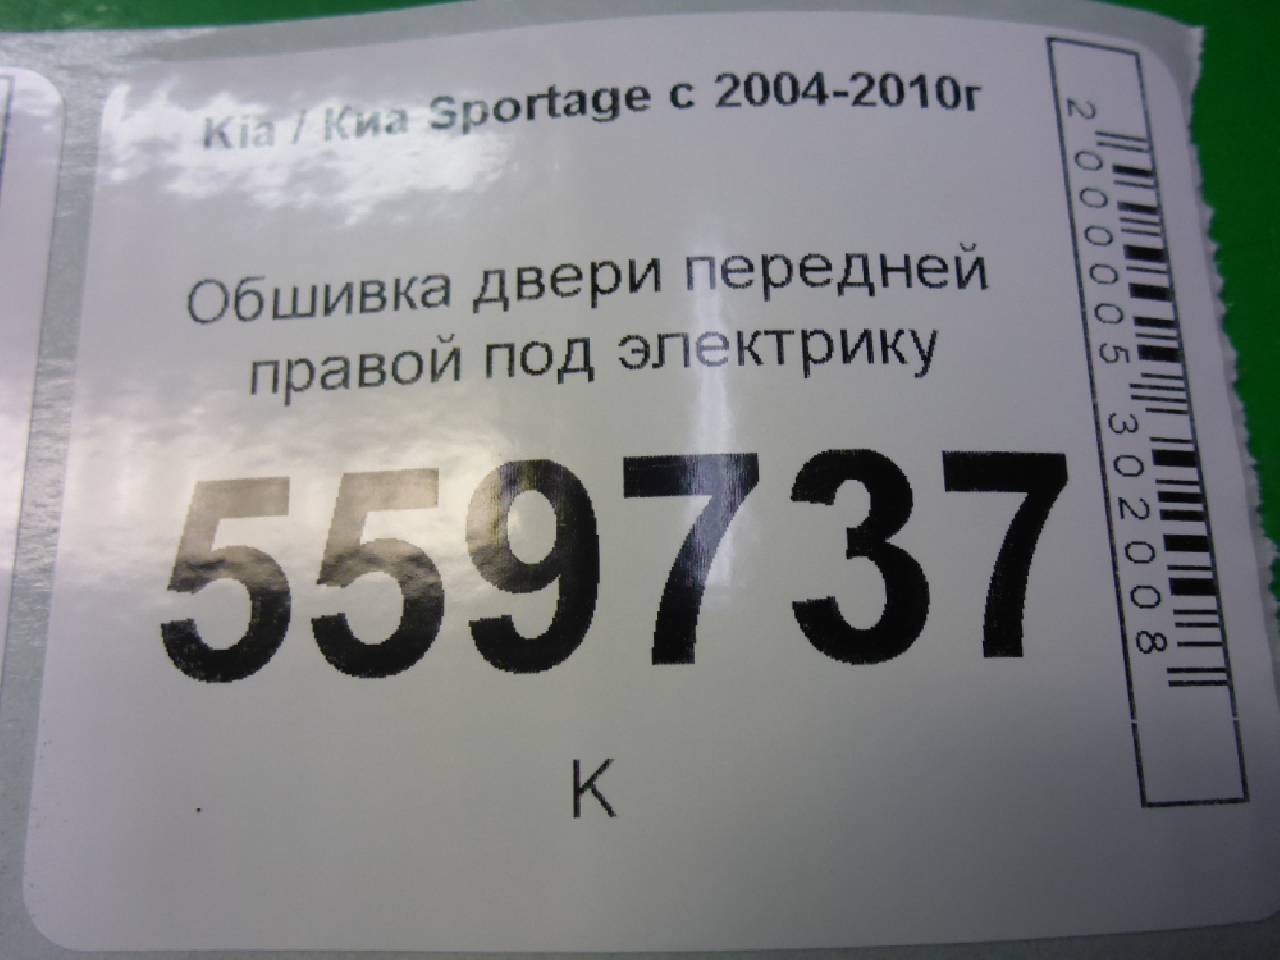 Kia / Киа Sportage с 2004-2010г
Обшивка двери передней
правой под электрику
559737
К
2000005302008